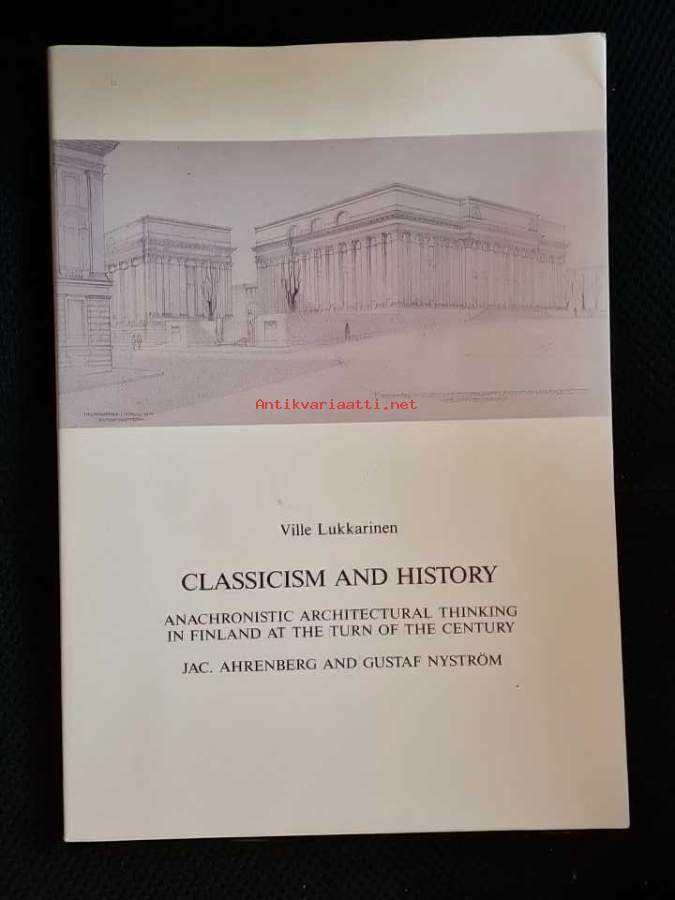 Antikvariaatti.net
Ville Lukkarinen
CLASSICISM AND HISTORY
ANACHRONISTIC ARCHITECTURAL THINKING
IN FINLAND AT THE TURN OF THE CENTURY
JAC. AHRENBERG AND GUSTAF NYSTRÖM